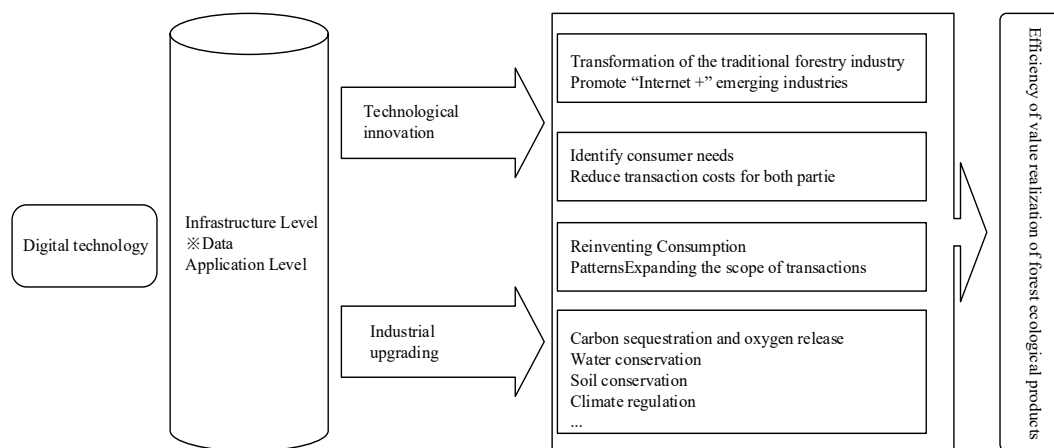 Digital technology
Infrastructure Level
※Data
Application Level
Technological
innovation
Industrial
upgrading
Transformation of the traditional forestry industry
Promote “Internet +” emerging industries
Identify consumer needs
Reduce transaction costs for both partie
Reinventing Consumption
PatternsExpanding the scope of transactions
Carbon sequestration and oxygen release
Water conservation
Soil conservation
Climate regulation
...
Efficiency of value realization of forest ecological products